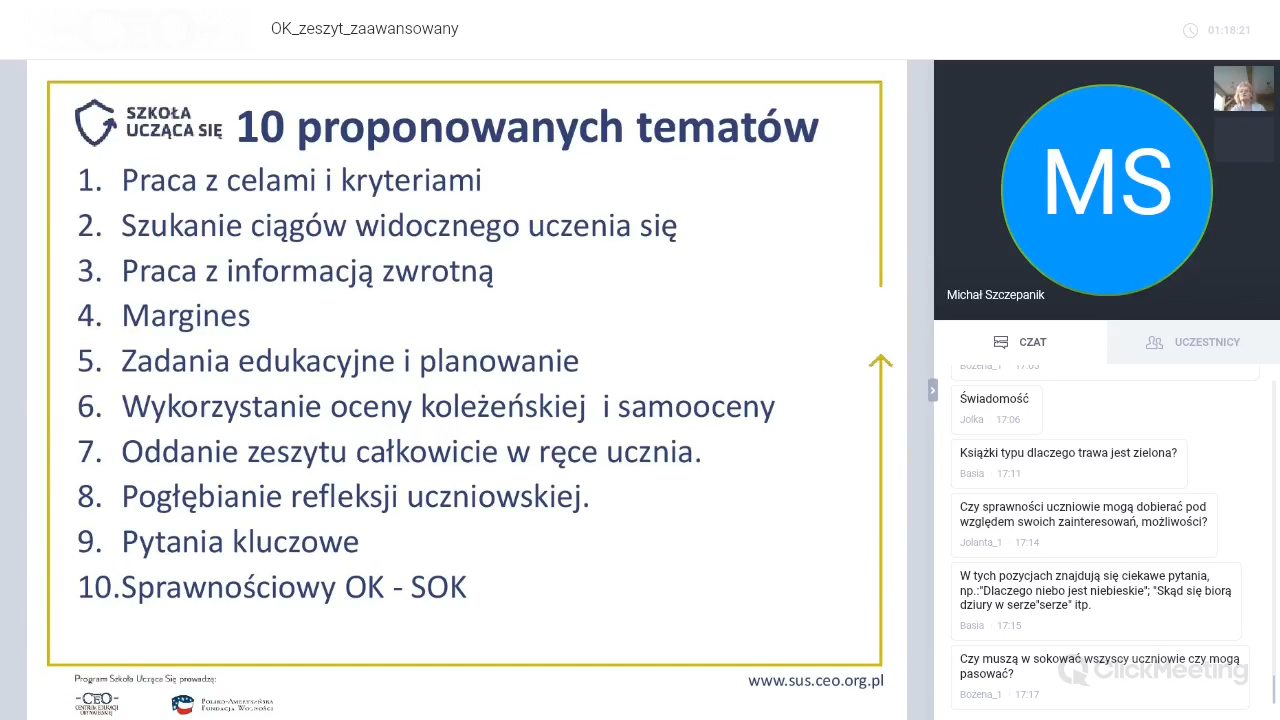 OK_zeszyt_zaawansowany
01:18:21
SZKOŁA
UCZĄCA SIĘ
10 proponowanych tematów
1. Praca z celami i kryteriami
2. Szukanie ciągów widocznego uczenia się
3. Praca z informacją zwrotną
4. Margines
5. Zadania edukacyjne i planowanie
6. Wykorzystanie oceny koleżeńskiej i samooceny
7. Oddanie zeszytu całkowicie w ręce ucznia.
8. Pogłębianie refleksji uczniowskiej.
9. Pytania kluczowe
10.Sprawnościowy OK - SOK
Program Szkoła Ucząca Się prowadzą:
CEO
CENTRUM EDUKACJI
OBYWATELSKIEJ
POLSKO-AMERYKAŃSKA
FUNDACJA WOLNOŚCI
www.sus.ceo.org.pl
MS
Michał Szczepanik
CZAT
UCZESTNICY
Bożena_1 17:05
Świadomość
Jolka 17:06
Książki typu dlaczego trawa jest zielona?
Basia 17:11
Czy sprawności uczniowie mogą dobierać pod
względem swoich zainteresowań, możliwości?
Jolanta_1 17:14
W tych pozycjach znajdują się ciekawe pytania,
np.:"Dlaczego niebo jest niebieskie"; "Skąd się biorą
dziury w serze"serze" itp.
Basia 17:15
Czy muszą w sokować wszyscy uczniowie czy mogą
pasować?
Bożena_1 17:17
ClickMeeting